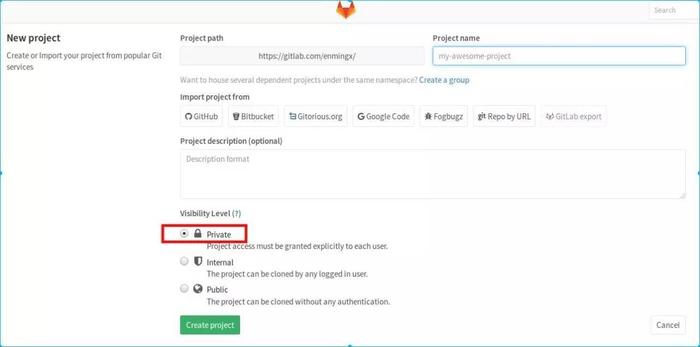 Search
New project
Create or Import your project from popular Git
services
Project path
Project name
https://gitlab.com/enmingx/
my-awesome-project
Want to house several dependent projects under the same namespace? Create a group
Import project from
GitHub
Bitbucket
Gitorious.org
Google Code
Fogbugz
git Repo by URL
GitLab export
Project description (optional)
Description format
Visibility Level (?)
Private
Project access must be granted explicitly to each user.
Internal
The project can be cloned by any logged in user.
Public
The project can be cloned without any authentication.
Create project
Cancel